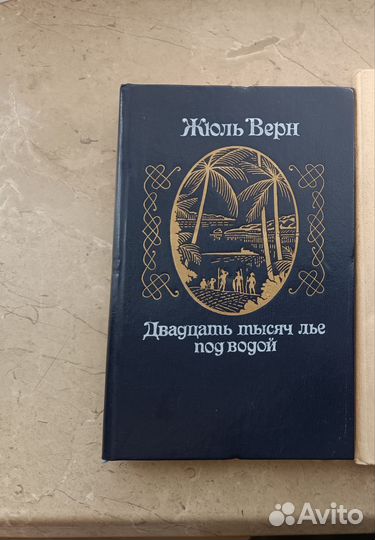 Жюль Верн
Двадцать тысяч лье
под водой
Avito